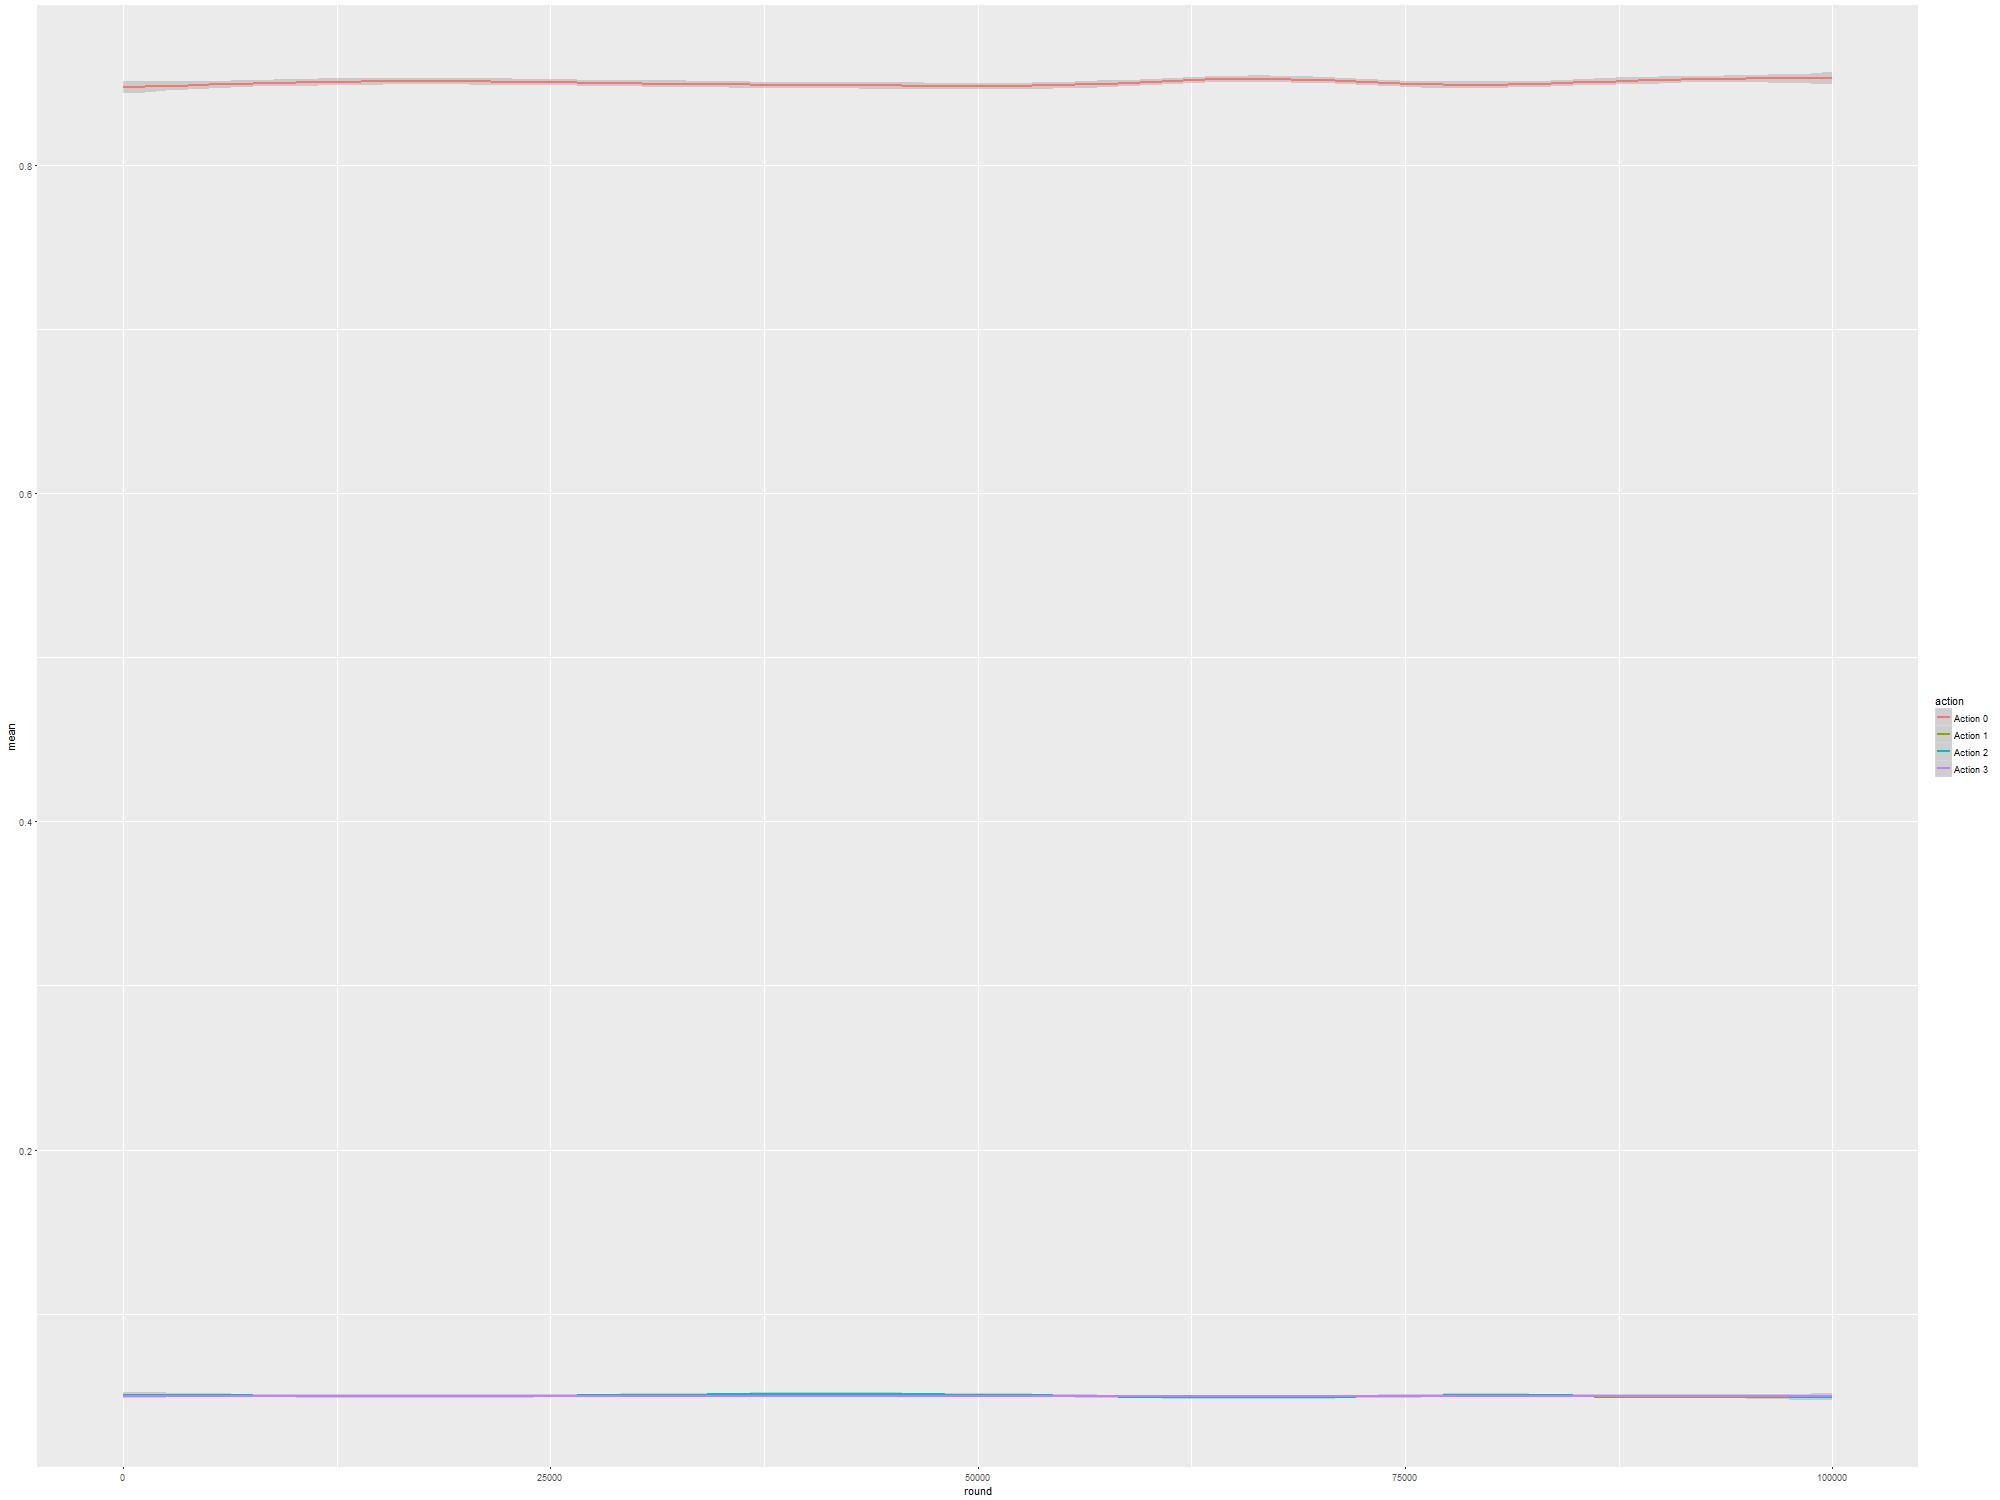 0.8
0.6
0.4
0.2
mean
0
25000
50000
75000
100000
round
action
Action 0
Action 1
Action 2
Action 3